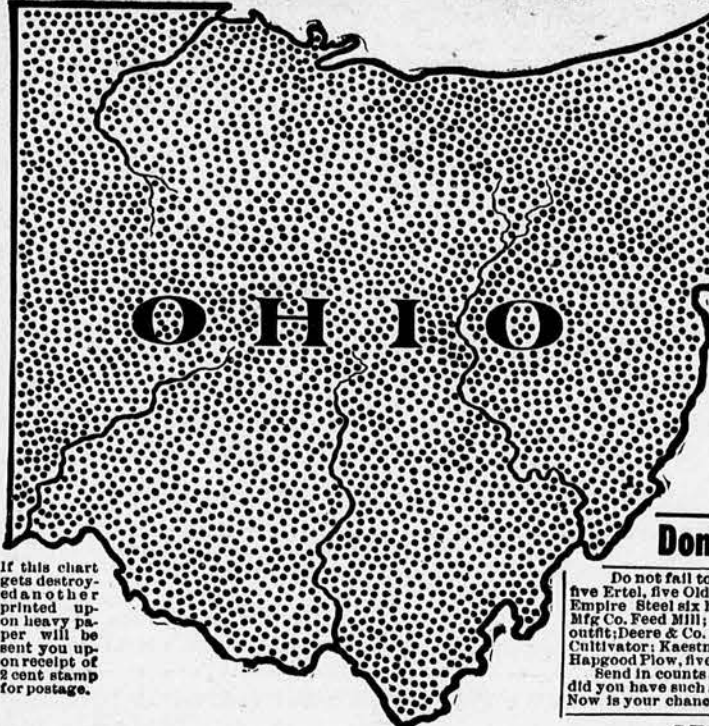 OHIO
If this chart
gets destroy-
ed another
printed up-
on heavy pa-
per will be
sent you up-
on receipt of
2 cent stamp
for postage.
Don
Do not fail to
five Ertel, five Old
Empire Steel six
Mfg Co. Feed Mill;
outfit; Deere & Co.
Cultivator; Kaestn
Hapgood Plow, five
Send in counts
did you have such
Now is your chanc